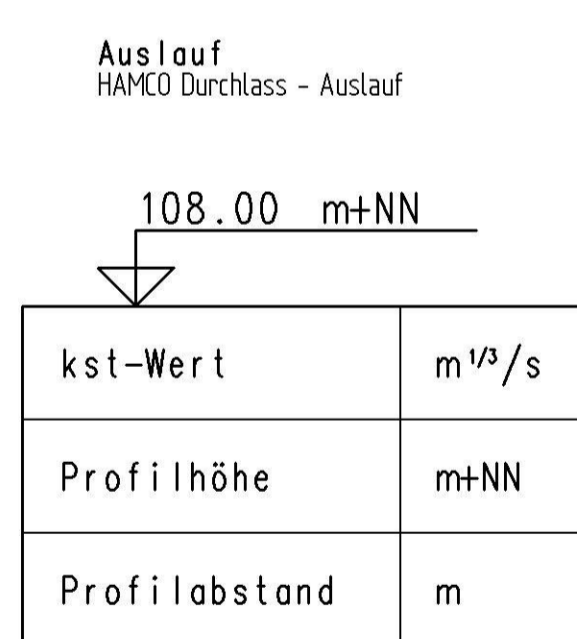 Auslauf
HAMCO Durchlass - Auslauf
108.00 m+NN
kst-Wert m¹/³/s
Profilhöhe m+NN
Profilabstand m